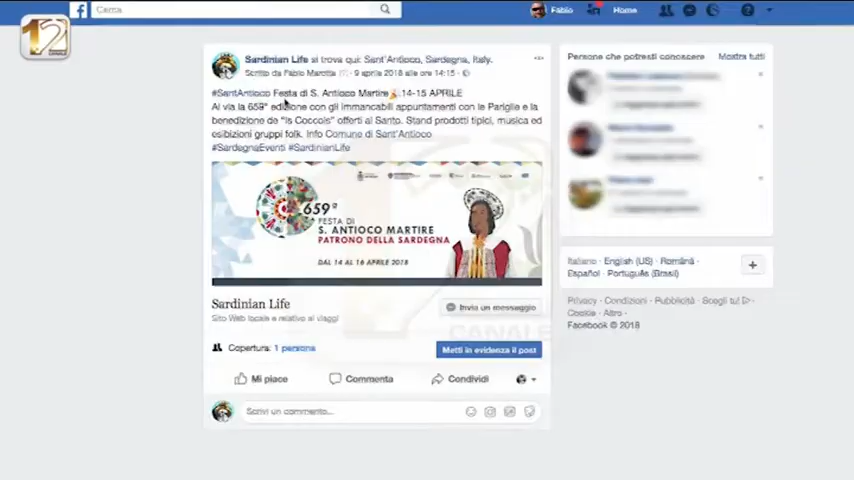 Cerca
Fabio
Home
12
CANALE
Sardinian Life si trova qui: Sant'Antioco, Sardegna, Italy.
Scritto da Fabio Marotta · 9 aprile 2018 alle ore 14:15
#SantAntioco Festa di S. Antioco Martire 14-15 APRILE
Al via la 659° edizione con gli immancabili appuntamenti con le Pariglie e la
benedizione de "Is Coccois" offerti al Santo. Stand prodotti tipici, musica ed
esibizioni gruppi folk. Info Comune di Sant'Antioco
#SardegnaEventi #SardinianLife
659ª
FESTA DI
S. ANTIOCO MARTIRE
PATRONO DELLA SARDEGNA
DAL 14 AL 16 APRILE 2018
Sardinian Life
Sito Web locale e relativo ai viaggi
Invia un messaggio
CANALE
Copertura: 1 persona
Metti in evidenza il post
Mi piace
Commenta
Condividi
Scrivi un commento...
Persone che potresti conoscere
Mostra tutti
Italiano · English (US) · Română ·
Español · Português (Brasil)
Privacy · Condizioni · Pubblicità · Scegli tu! ·
Cookie · Altro ·
Facebook © 2018